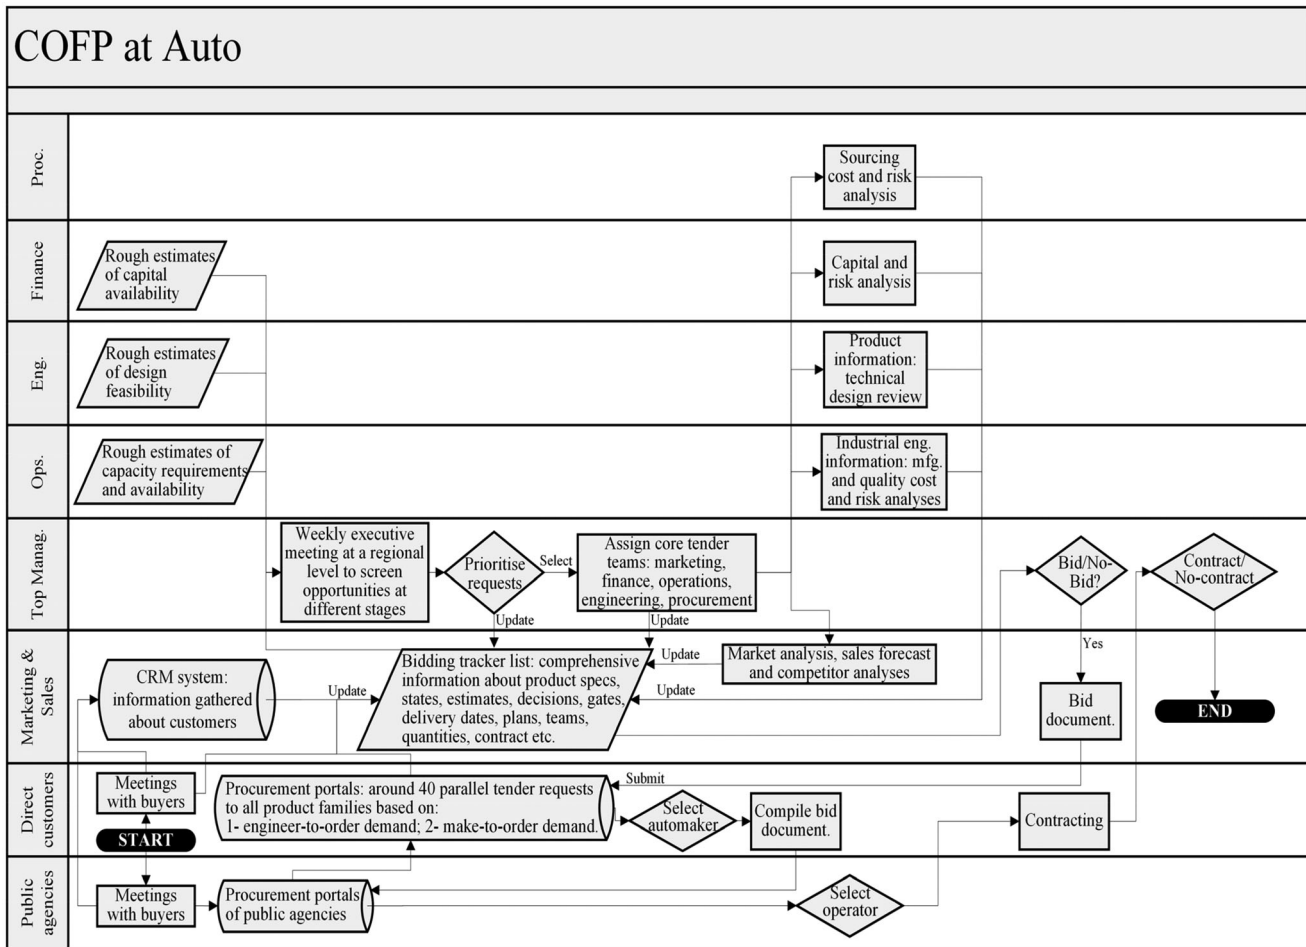 COFP at Auto
Proc.
Sourcing
cost and risk
analysis
Finance
Rough estimates
of capital
availability
Capital and
risk analysis
Eng.
Rough estimates
of design
feasibility
Product
information:
technical
design review
Ops.
Rough estimates of
capacity requirements
and availability
Industrial eng.
information: mfg.
and quality cost
and risk analyses
Top Manag.
Weekly executive
meeting at a regional
level to screen
opportunities at
different stages
Prioritise
requests
Select
Update
Assign core tender
teams: marketing,
finance, operations,
engineering, procurement
Update
Bid/No-
Bid?
Yes
Contract/
No-contract
Marketing &
Sales
CRM system:
information gathered
about customers
Update
Bidding tracker list: comprehensive
information about product specs,
states, estimates, decisions, gates,
delivery dates, plans, teams,
quantities, contract etc.
Update
Market analysis, sales forecast
and competitor analyses
Update
Bid
document.
END
Direct
customers
Meetings
with buyers
START
Procurement portals: around 40 parallel tender requests
to all product families based on:
1- engineer-to-order demand; 2- make-to-order demand.
Submit
Select
automaker
Compile bid
document.
Contracting
Public
agencies
Meetings
with buyers
Procurement portals
of public agencies
Select
operator